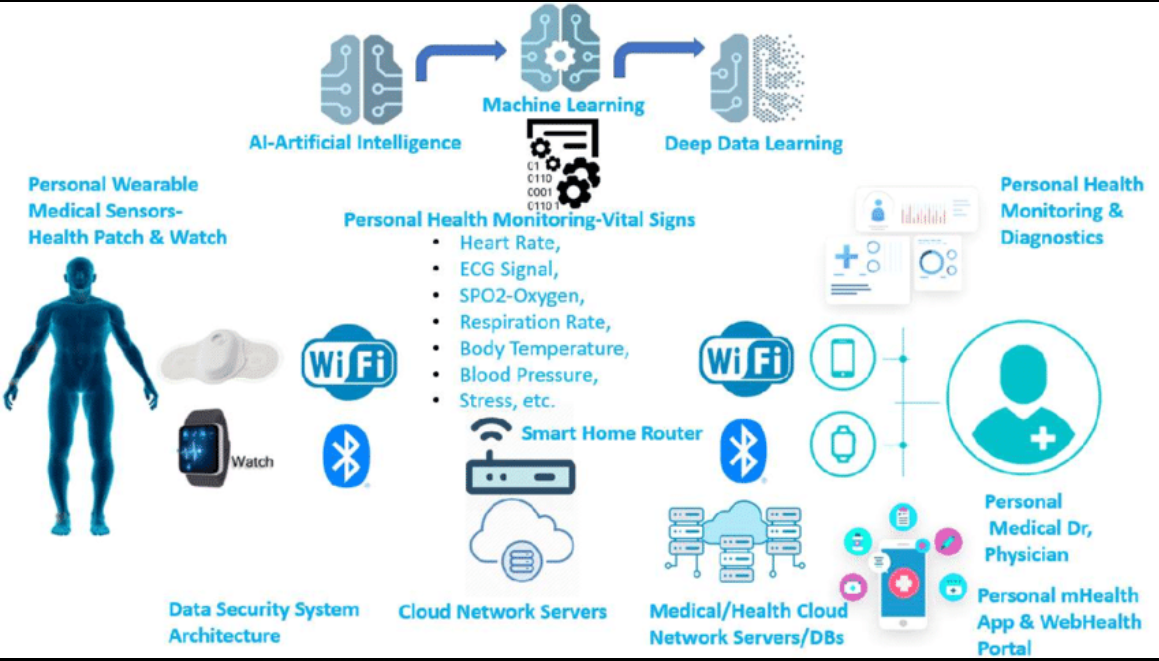 Machine Learning
AI-Artificial Intelligence
Deep Data Learning
01
0110
0001
01101
Personal Wearable
Medical Sensors-
Health Patch & Watch
Personal Health Monitoring-Vital Signs
• Heart Rate,
• ECG Signal,
• SPO2-Oxygen,
• Respiration Rate,
• Body Temperature,
• Blood Pressure,
• Stress, etc.
Personal Health
Monitoring &
Diagnostics
Wi Fi
Wi Fi
Watch
Smart Home Router
Personal
Medical Dr,
Physician
Data Security System
Architecture
Cloud Network Servers
Medical/Health Cloud
Network Servers/DBs
Personal mHealth
App & WebHealth
Portal